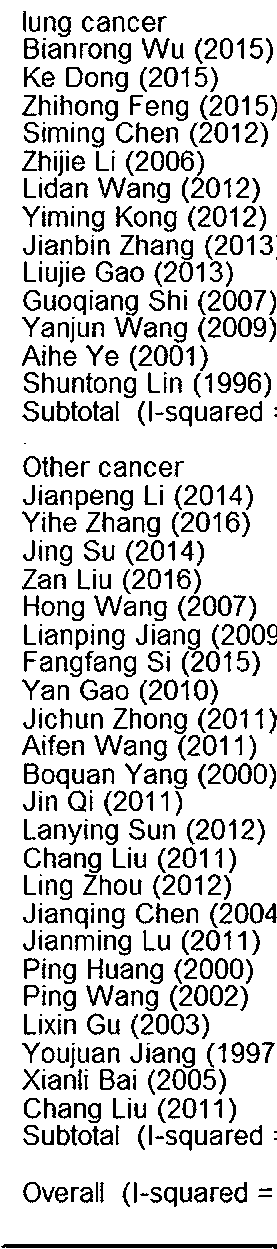 lung cancer
Bianrong Wu (2015)
Ke Dong (2015)
Zhihong Feng (2015)
Siming Chen (2012)
Zhijie Li (2006)
Lidan Wang (2012)
Yiming Kong (2012)
Jianbin Zhang (2013)
Liujie Gao (2013)
Guoqiang Shi (2007)
Yanjun Wang (2009)
Aihe Ye (2001)
Shuntong Lin (1996)
Subtotal (I-squared =
.
Other cancer
Jianpeng Li (2014)
Yihe Zhang (2016)
Jing Su (2014)
Zan Liu (2016)
Hong Wang (2007)
Lianping Jiang (2009
Fangfang Si (2015)
Yan Gao (2010)
Jichun Zhong (2011)
Aifen Wang (2011)
Boquan Yang (2000)
Jin Qi (2011)
Lanying Sun (2012)
Chang Liu (2011)
Ling Zhou (2012)
Jianqing Chen (2004
Jianming Lu (2011)
Ping Huang (2000)
Ping Wang (2002)
Lixin Gu (2003)
Youjuan Jiang (1997
Xianli Bai (2005)
Chang Liu (2011)
Subtotal (I-squared =
Overall (I-squared =